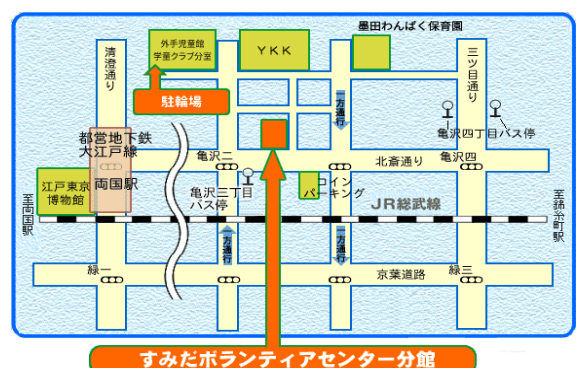 墨田わんぱく保育園
外手児童館
学童クラブ分室
YKK
清澄通り
三ツ目通り
駐輪場
一方通行
亀沢四丁目バス停
都営地下鉄
大江戸線
両国駅
亀沢二
北斎通り
亀沢四
江戸東京
博物館
亀沢三丁目
バス停
コイン
パーキング
JR総武線
至両国駅
至錦糸町駅
一方通行
一方通行
緑一
京葉道路
緑三
すみだボランティアセンター分館